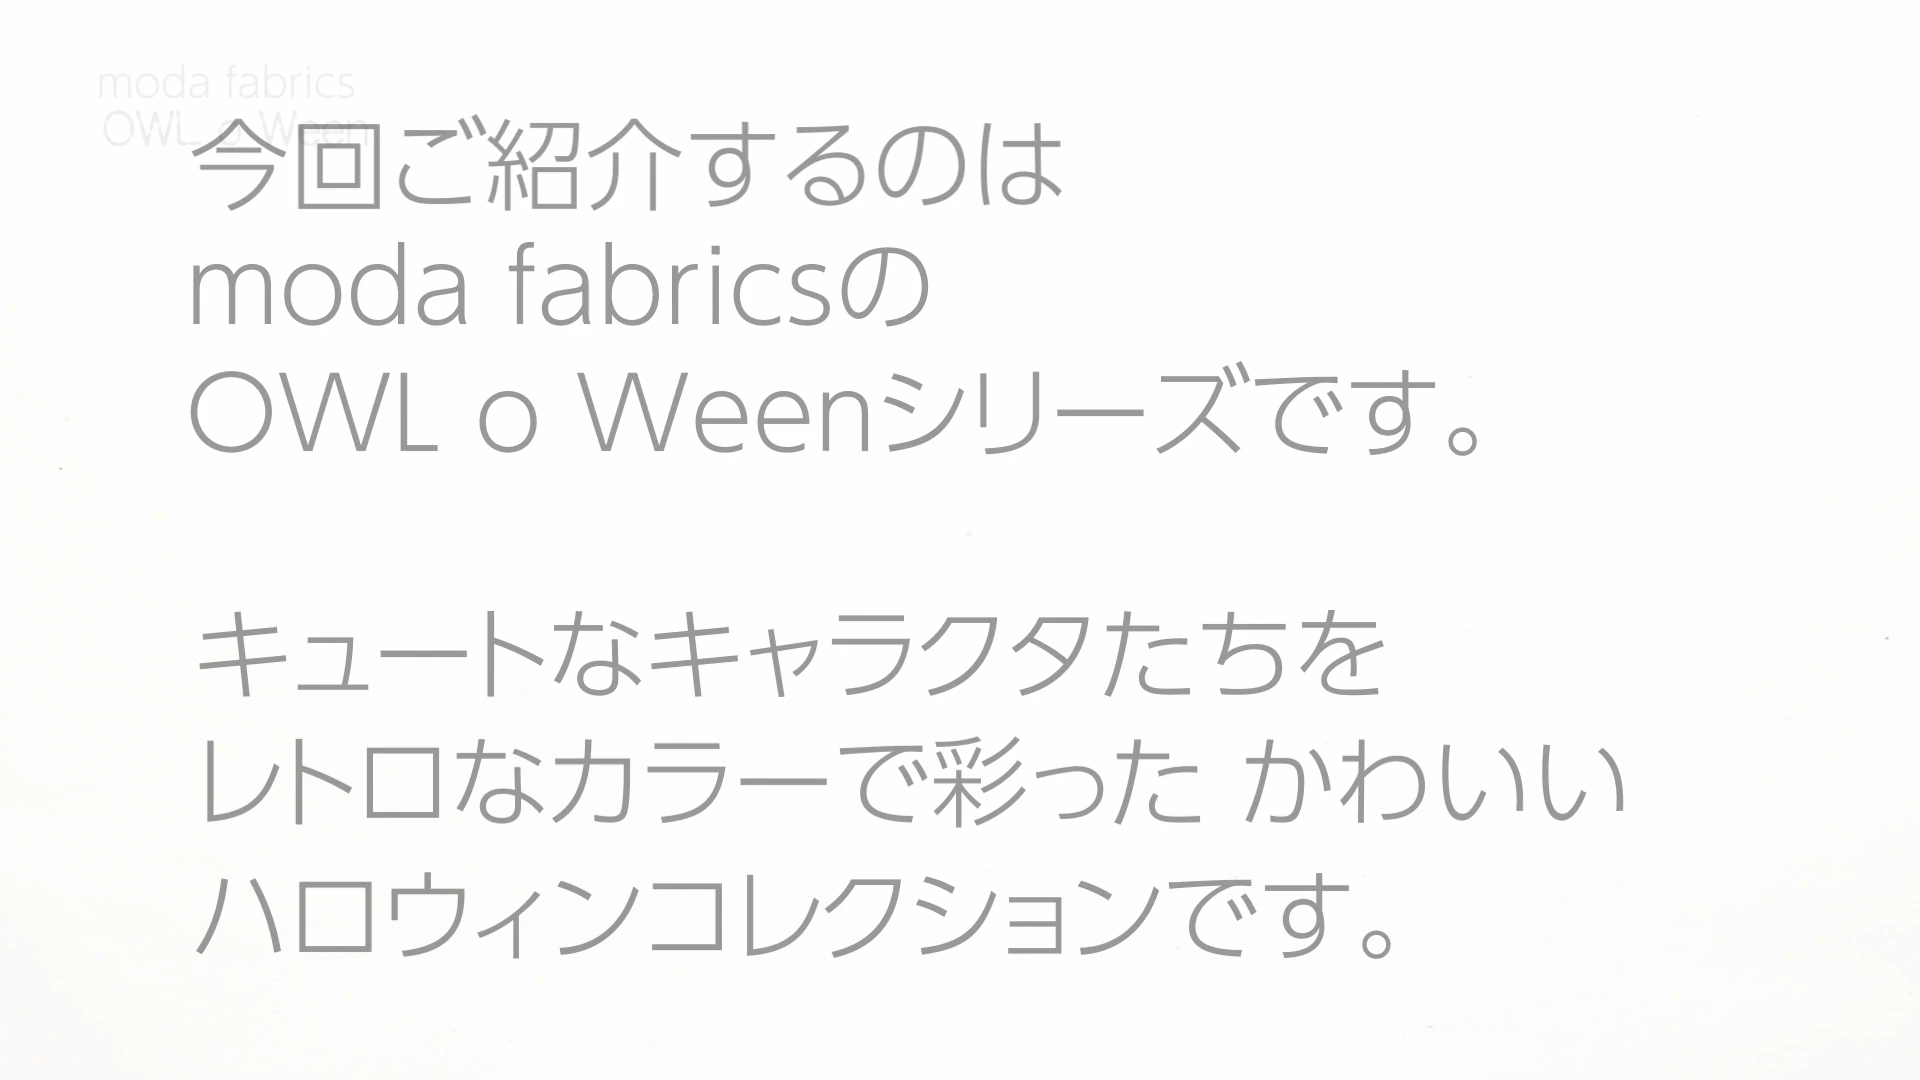 moda fabrics
OWL o Ween
今回ご紹介するのは
moda fabricsの
OWL o Weenシリーズです。
キュートなキャラクタたちを
レトロなカラーで彩った かわいい
ハロウィンコレクションです。